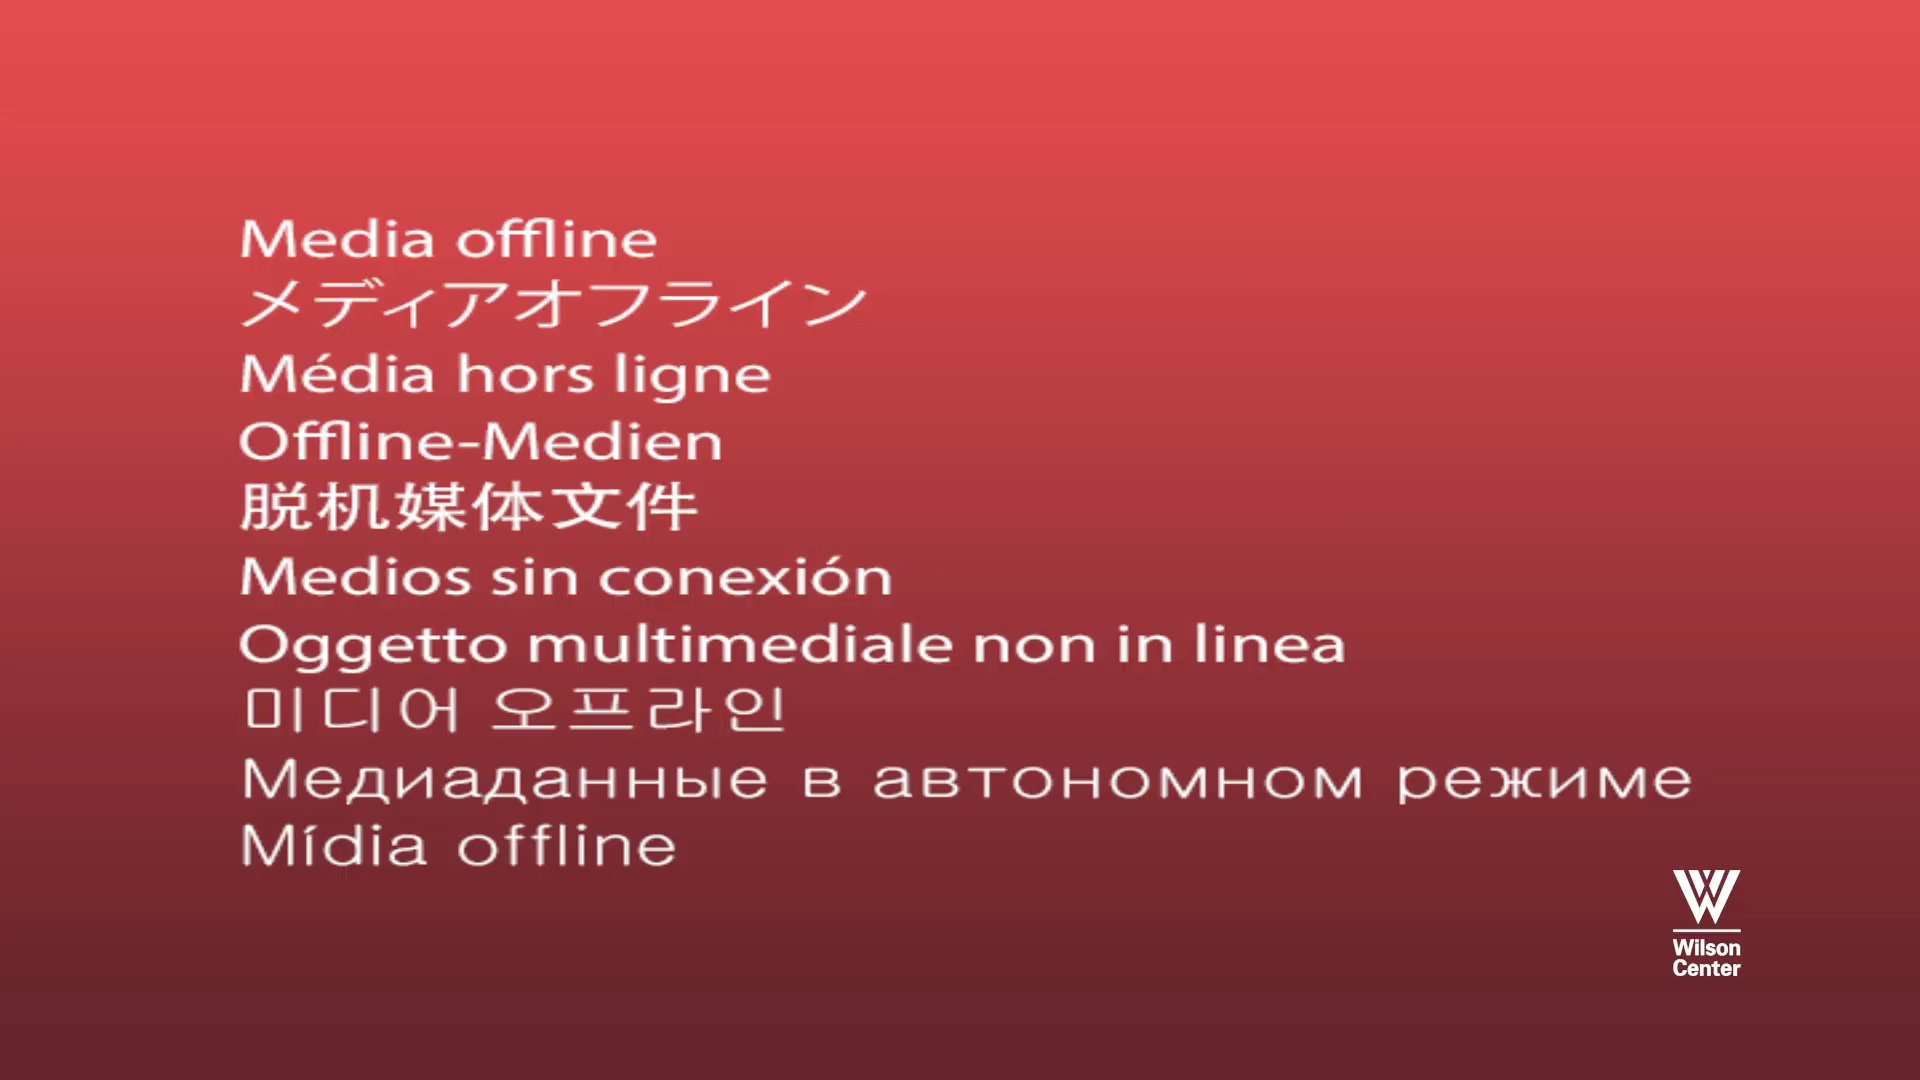 Media offline
メディアオフライン
Média hors ligne
Offline-Medien
脱机媒体文件
Medios sin conexión
Oggetto multimediale non in linea
미디어 오프라인
Медиаданные в автономном режиме
Mídia offline
Wilson
Center